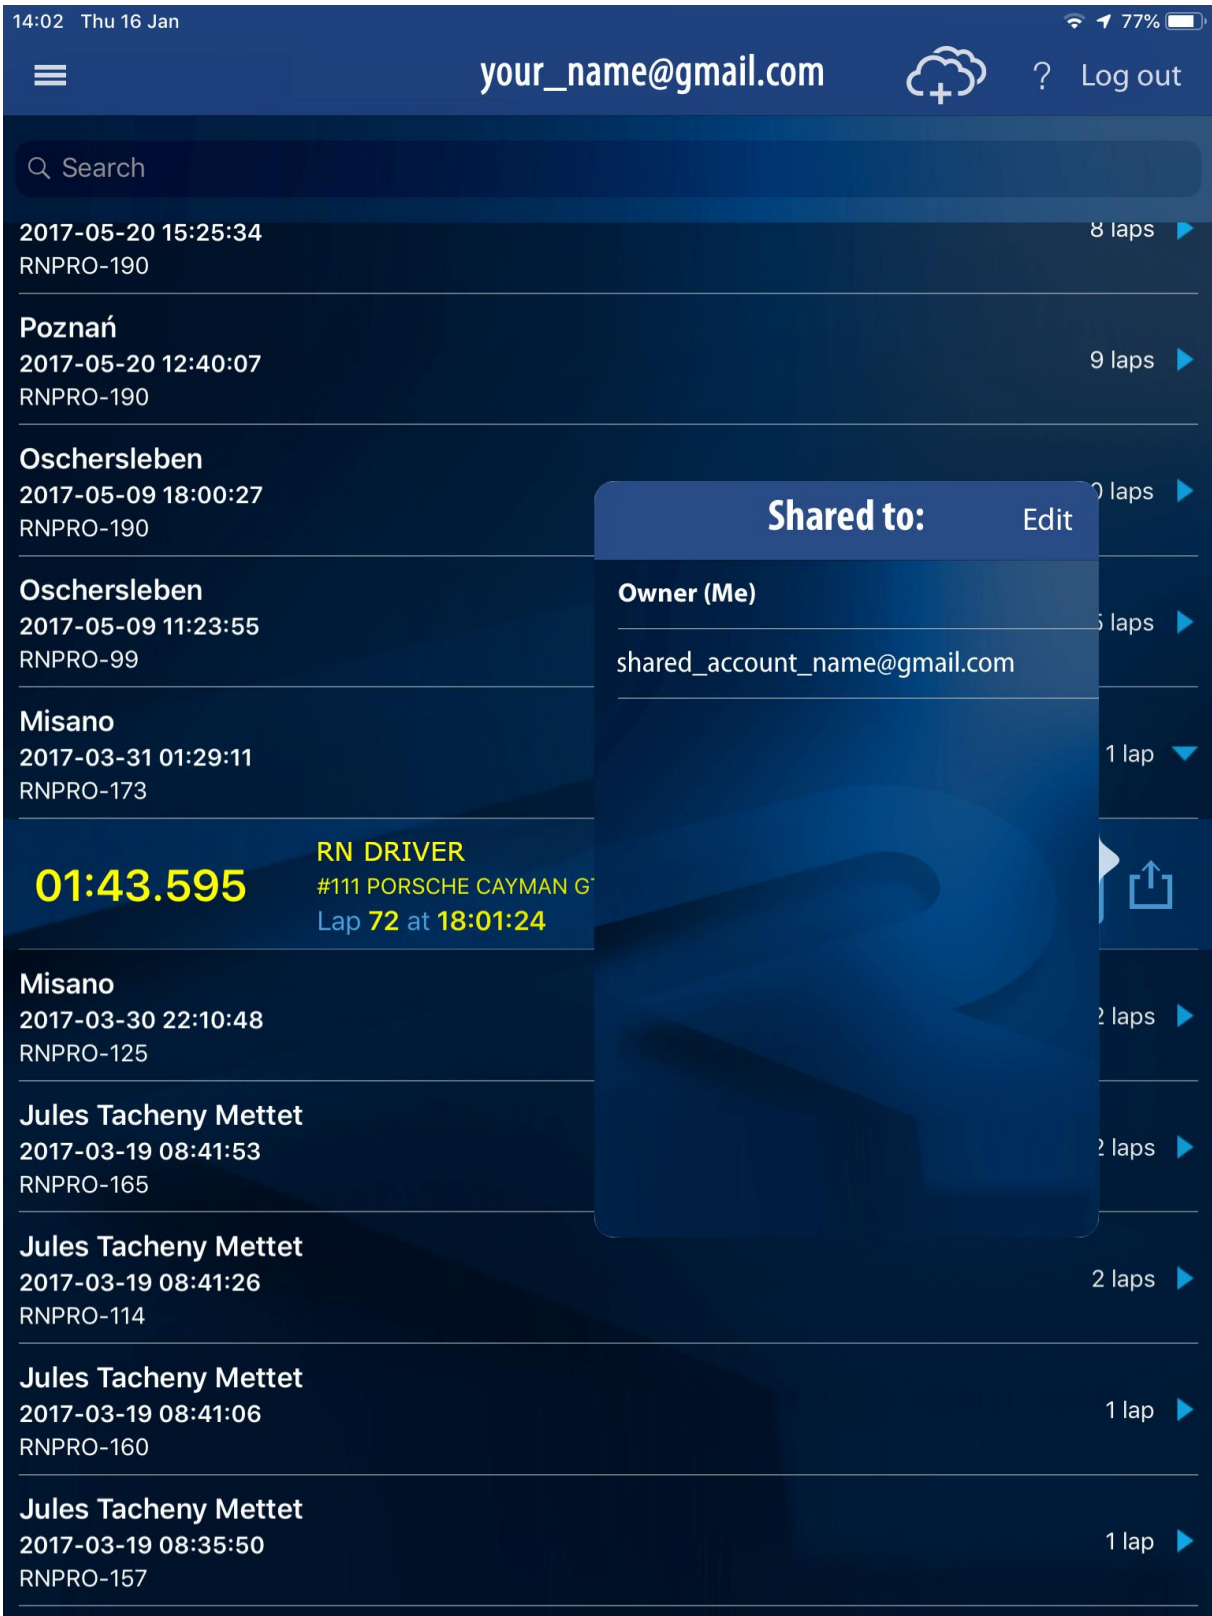 14:02 Thu 16 Jan 77%
your_name@gmail.com ? Log out
Search
2017-05-20 15:25:34 8 laps
RNPRO-190
Poznań
2017-05-20 12:40:07 9 laps
RNPRO-190
Oschersleben
2017-05-09 18:00:27 laps
RNPRO-190
Shared to: Edit
Oschersleben
Owner (Me)
2017-05-09 11:23:55 laps
RNPRO-99
shared_account_name@gmail.com
Misano
2017-03-31 01:29:11 1 lap
RNPRO-173
01:43.595
RN DRIVER
#111 PORSCHE CAYMAN
Lap 72 at 18:01:24
Misano
2017-03-30 22:10:48 laps
RNPRO-125
Jules Tacheny Mettet
2017-03-19 08:41:53 laps
RNPRO-165
Jules Tacheny Mettet
2017-03-19 08:41:26 2 laps
RNPRO-114
Jules Tacheny Mettet
2017-03-19 08:41:06 1 lap
RNPRO-160
Jules Tacheny Mettet
2017-03-19 08:35:50 1 lap
RNPRO-157